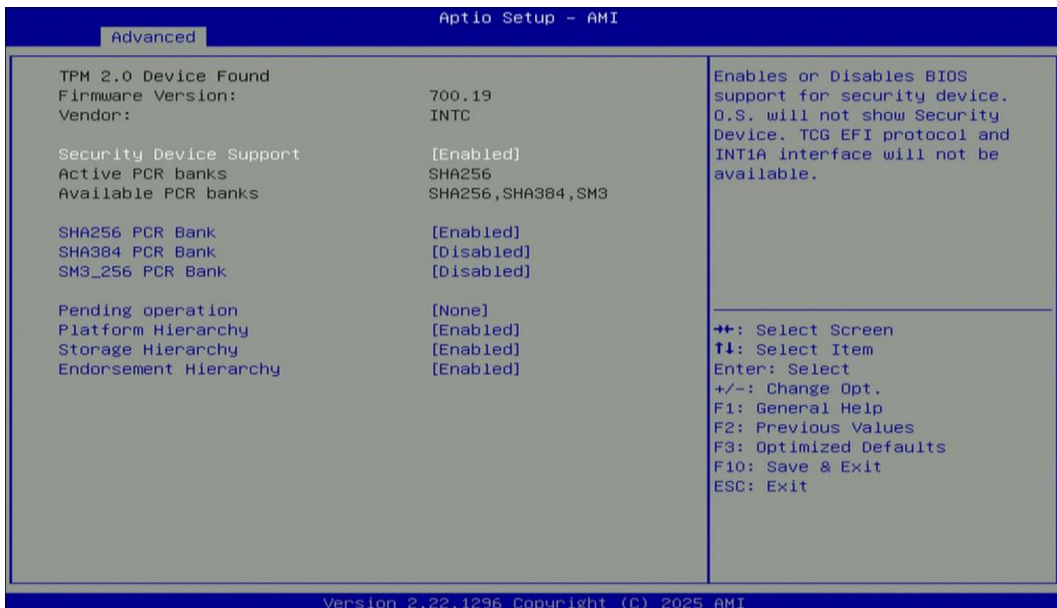 Aptio Setup - AMI
Advanced
TPM 2.0 Device Found
Firmware Version: 700.19
Vendor: INTC
Security Device Support [Enabled]
Active PCR banks SHA256
Available PCR banks SHA256,SHA384,SM3
SHA256 PCR Bank [Enabled]
SHA384 PCR Bank [Disabled]
SM3_256 PCR Bank [Disabled]
Pending operation [None]
Platform Hierarchy [Enabled]
Storage Hierarchy [Enabled]
Endorsement Hierarchy [Enabled]
Enables or Disables BIOS
support for security device.
O.S. will not show Security
Device. TCG EFI protocol and
INT1A interface will not be
available.
→←: Select Screen
↑↓: Select Item
Enter: Select
+/-: Change Opt.
F1: General Help
F2: Previous Values
F3: Optimized Defaults
F10: Save & Exit
ESC: Exit
Version 2.22.1296 Copyright (C) 2025 AMI